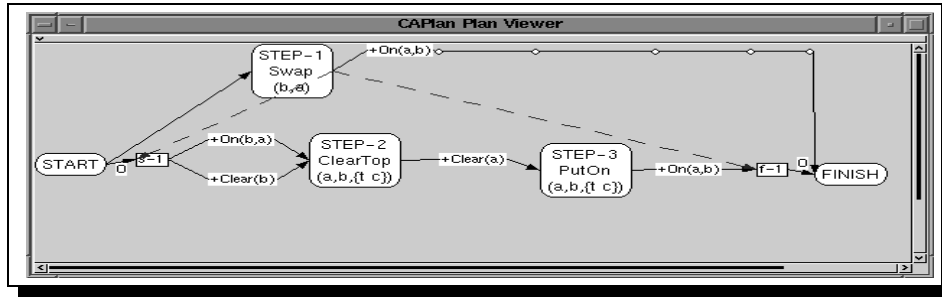 CAPlan Plan Viewer
STEP-1
Swap
(b,a)
+On(a,b)
START
0
s-1
+On(b,a)
+Clear(b)
STEP-2
ClearTop
(a,b,{t c})
+Clear(a)
STEP-3
PutOn
(a,b,{t c})
+On(a,b)
f-1
0
FINISH